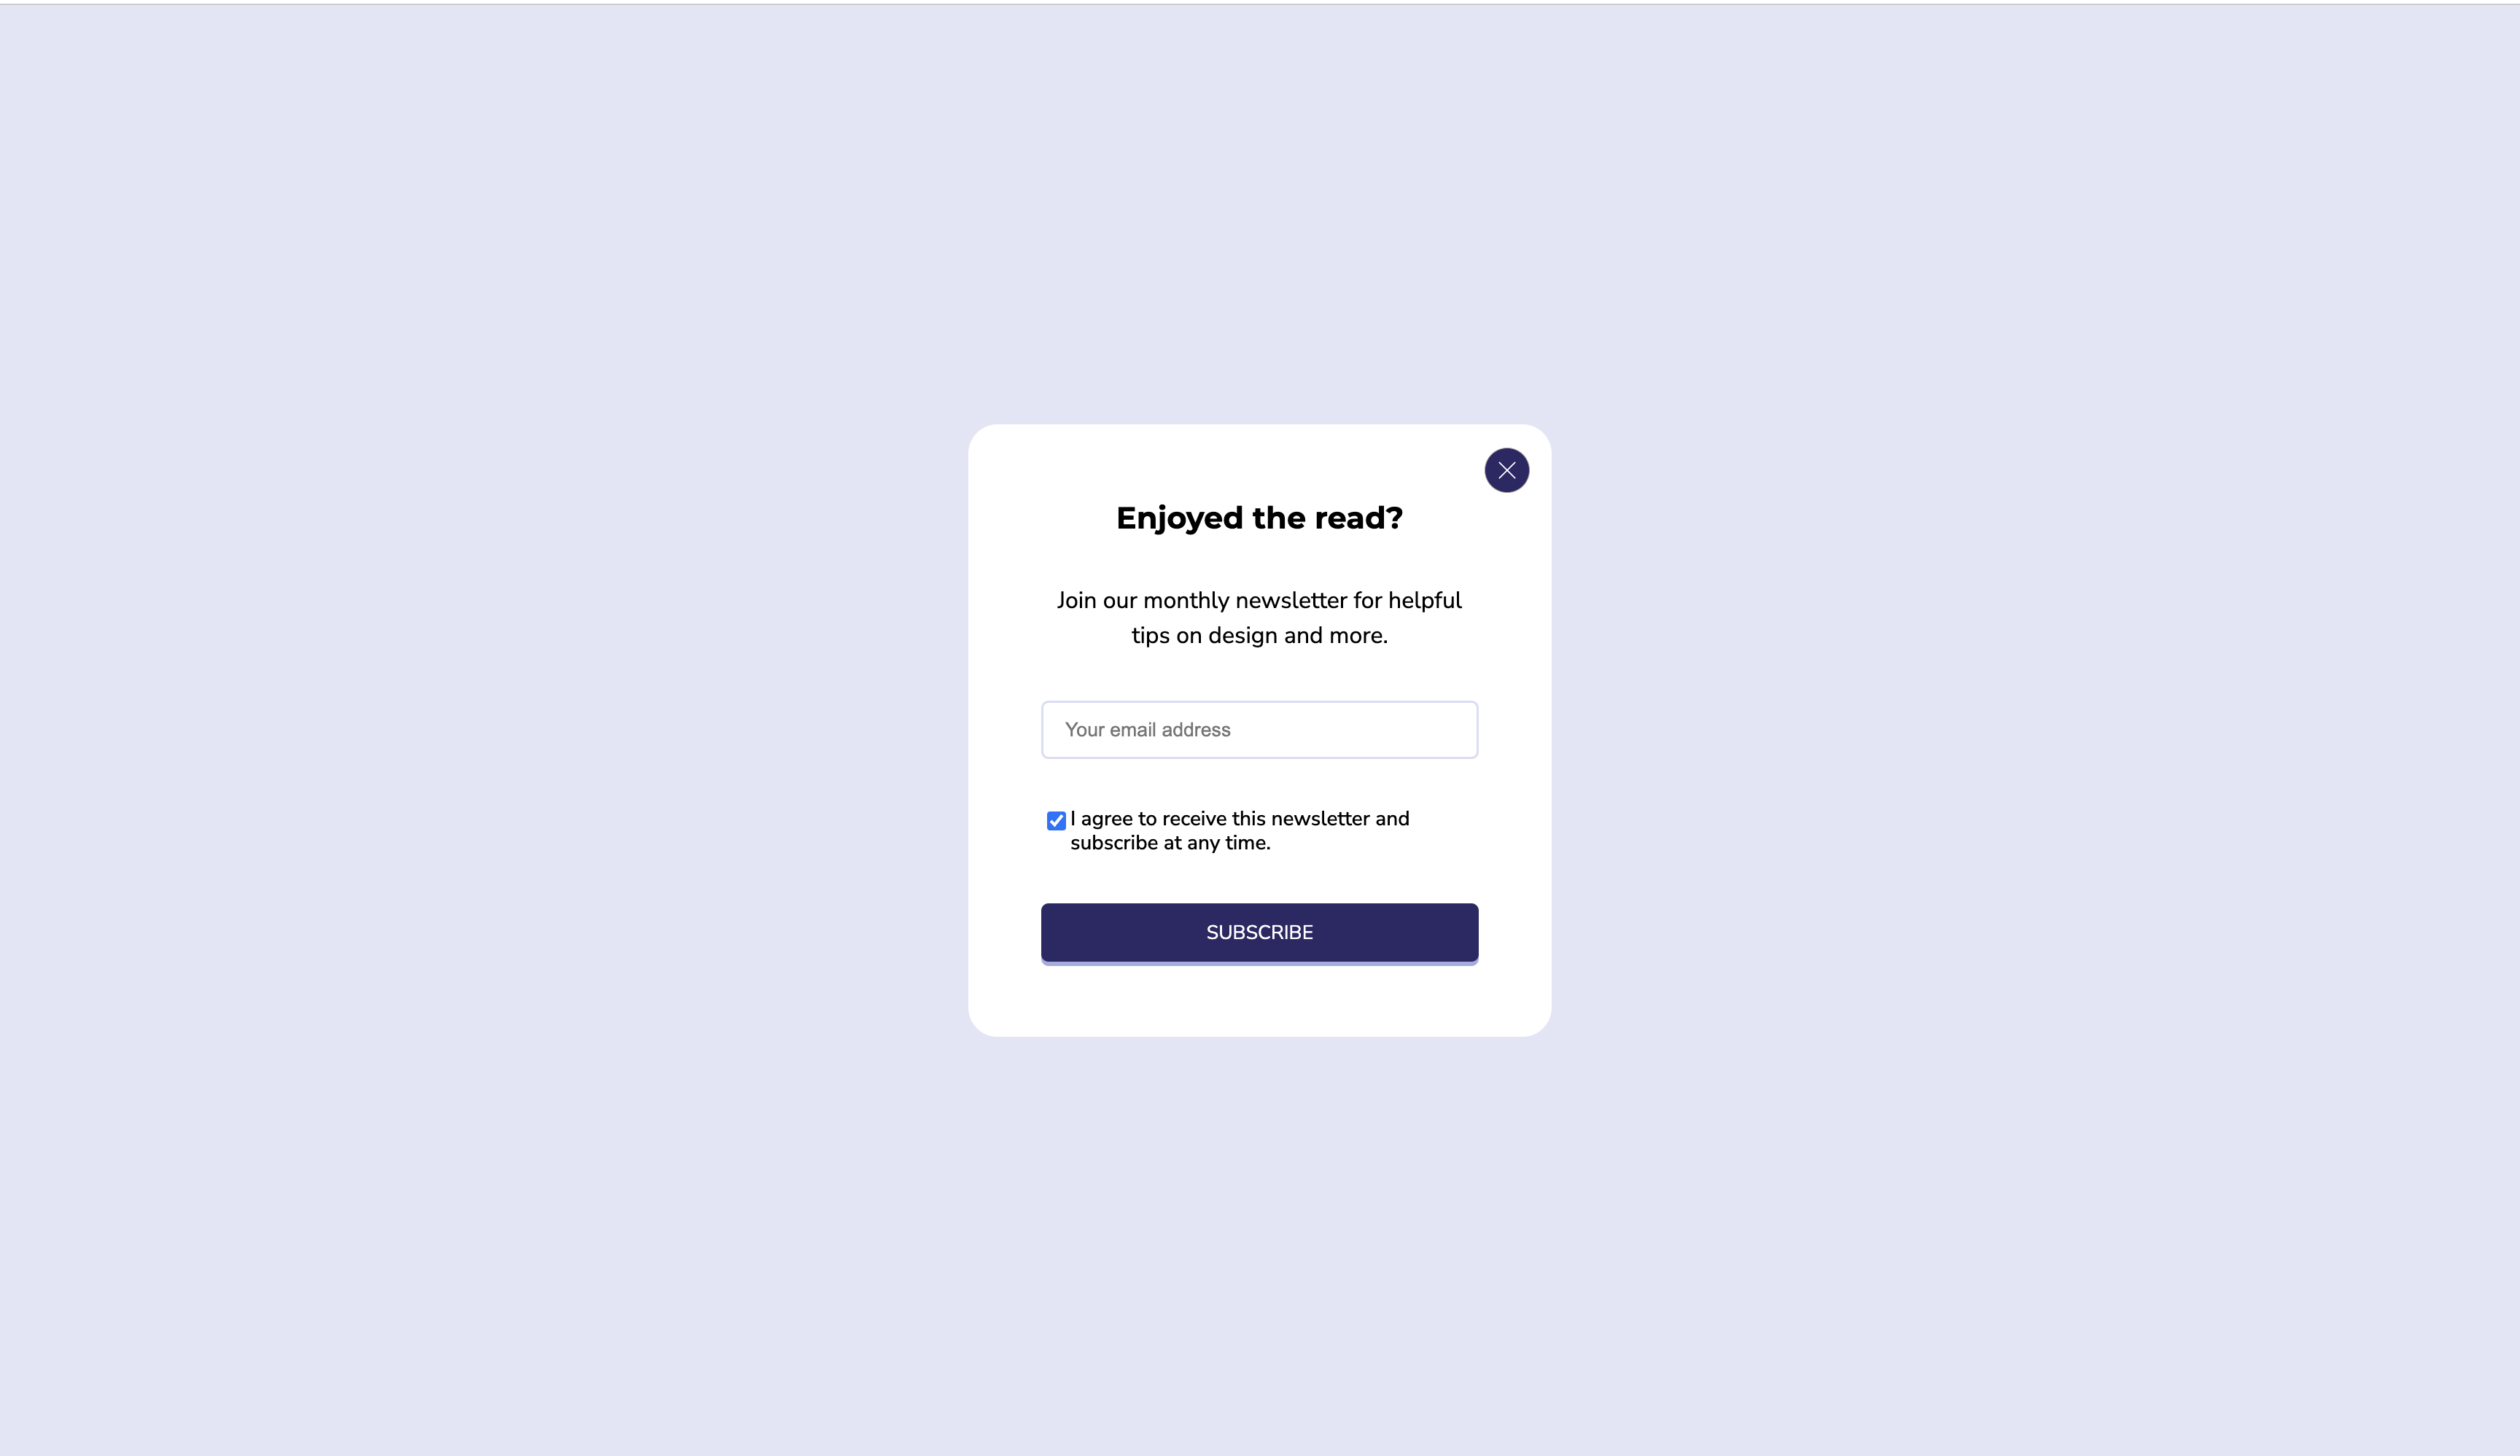 Enjoyed the read?
Join our monthly newsletter for helpful
tips on design and more.
Your email address
I agree to receive this newsletter and
subscribe at any time.
SUBSCRIBE